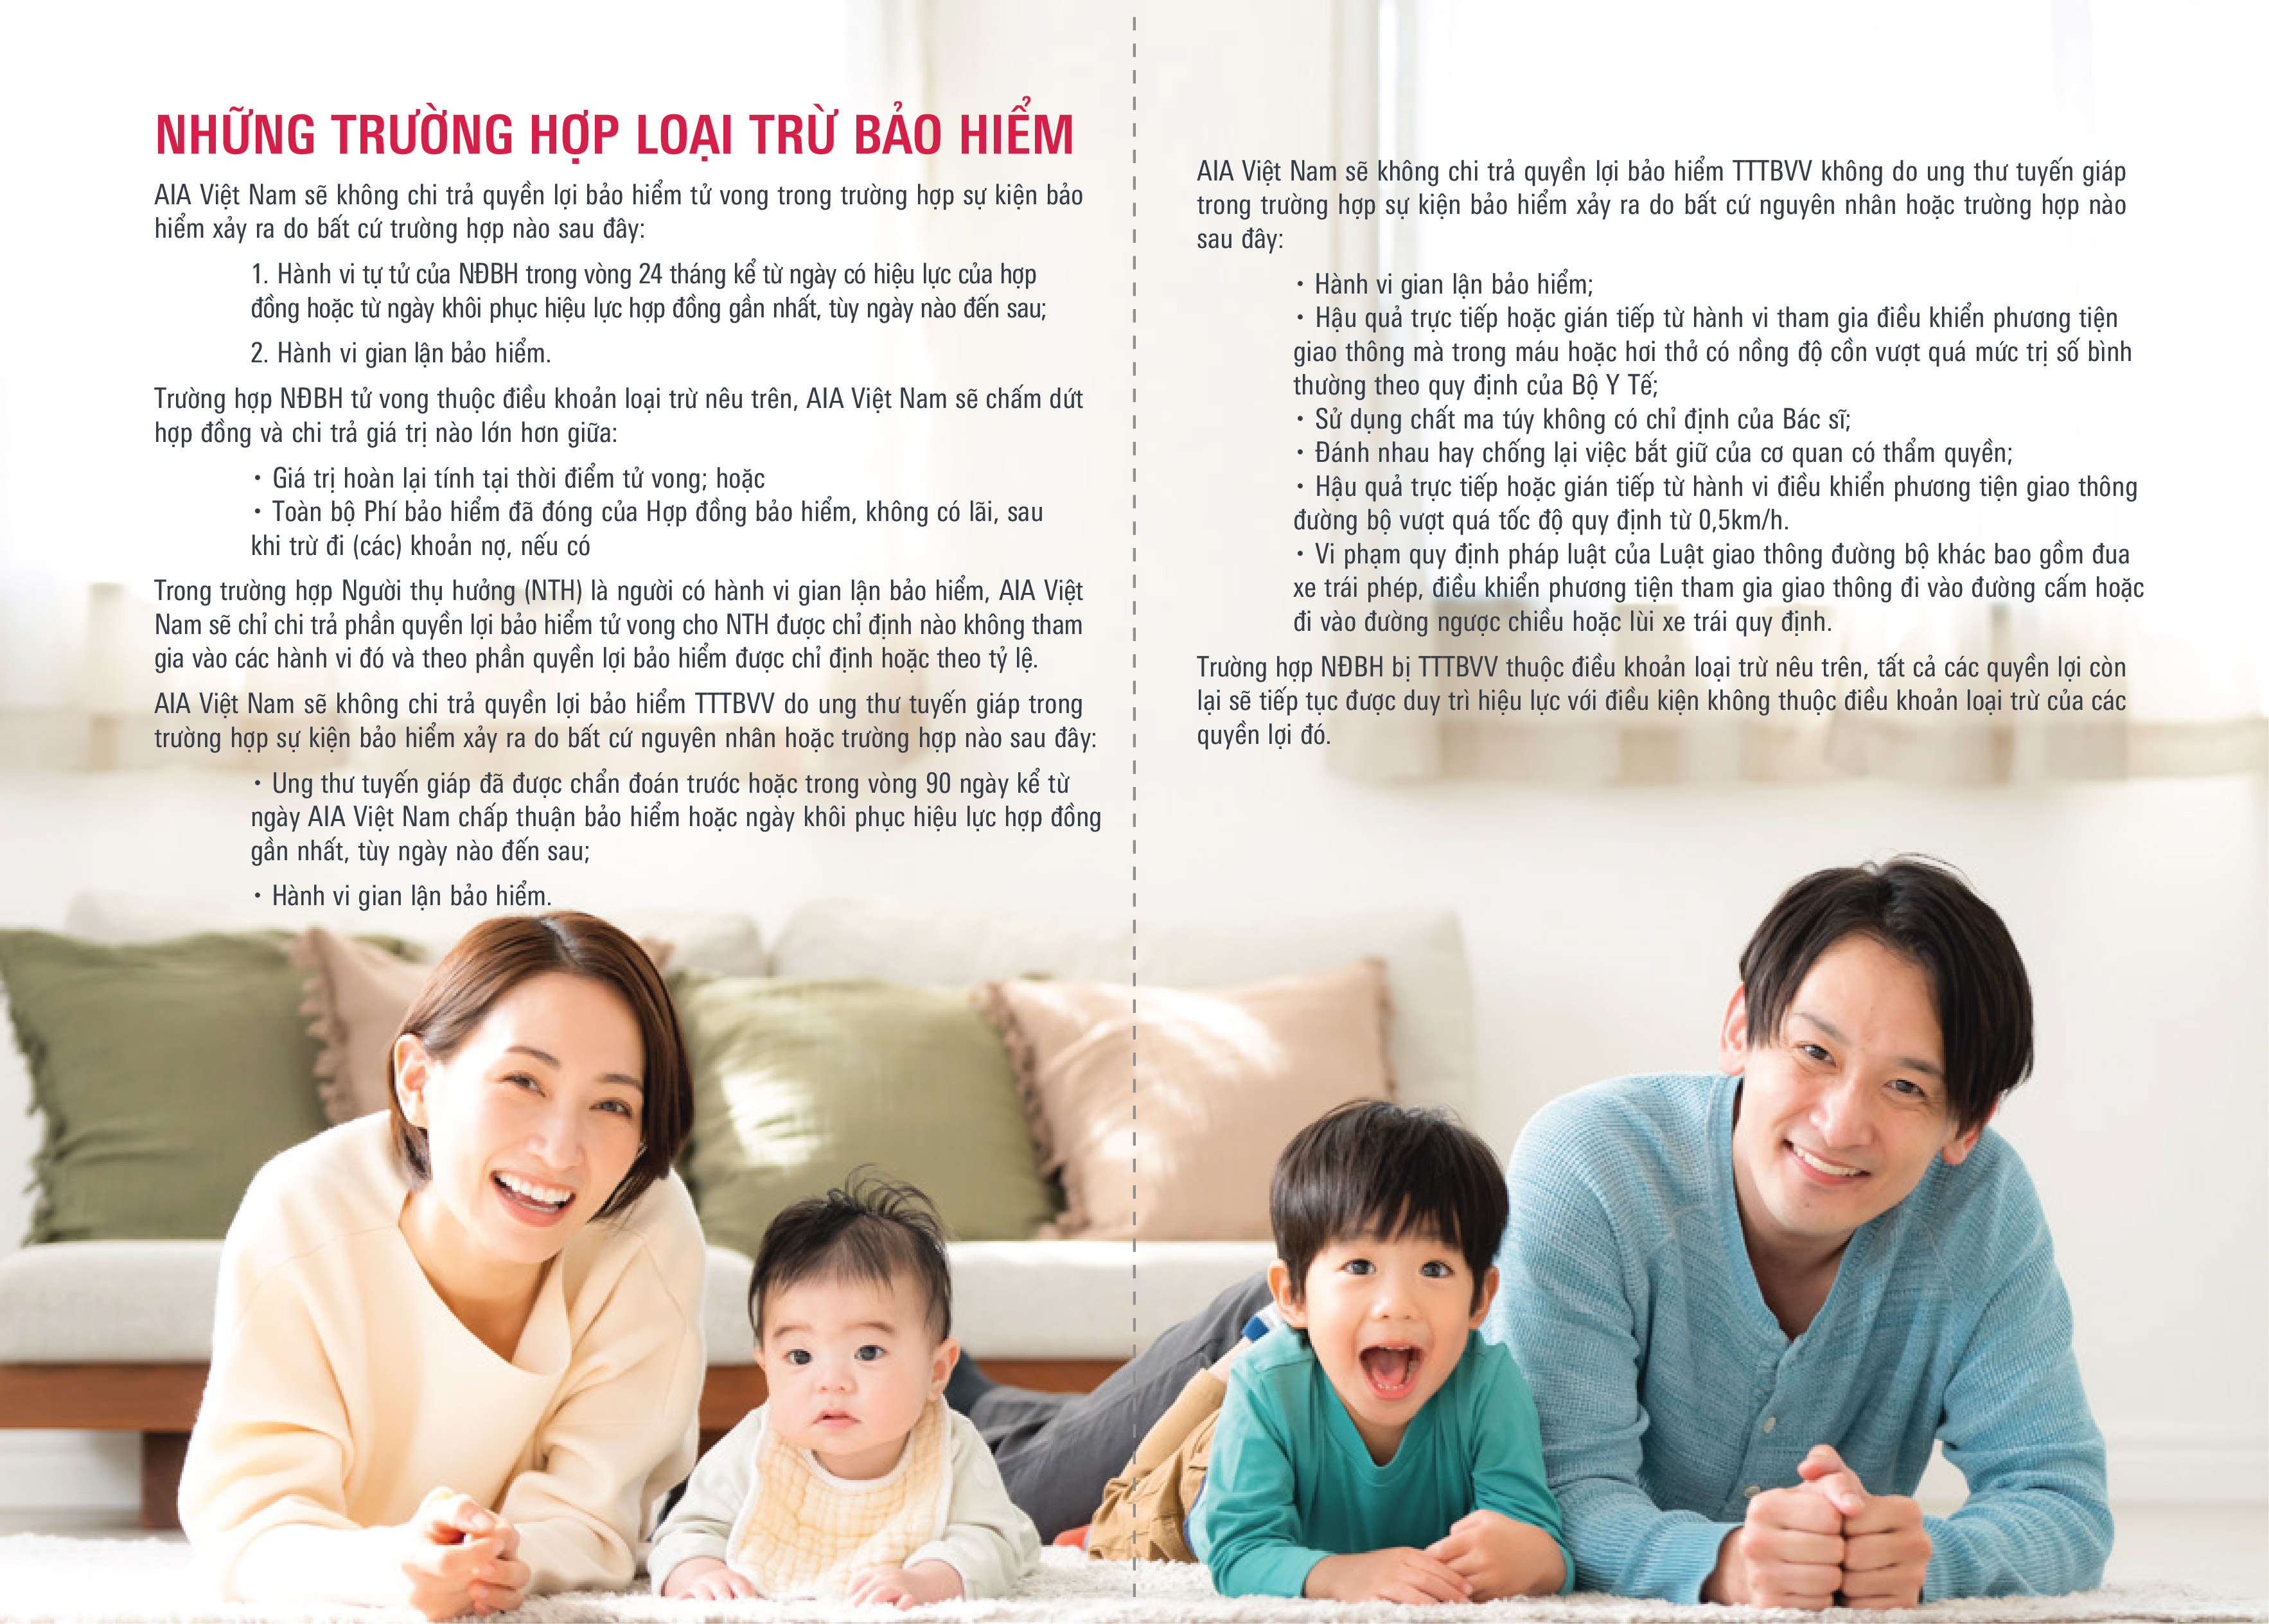 NHỮNG TRƯỜNG HỢP LOẠI TRỪ BẢO HIỂM
AIA Việt Nam sẽ không chi trả quyền lợi bảo hiểm tử vong trong trường hợp sự kiện bảo
hiểm xảy ra do bất cứ trường hợp nào sau đây:
1. Hành vi tự tử của NĐBH trong vòng 24 tháng kể từ ngày có hiệu lực của hợp
đồng hoặc từ ngày khôi phục hiệu lực hợp đồng gần nhất, tùy ngày nào đến sau;
2. Hành vi gian lận bảo hiểm.
Trường hợp NĐBH tử vong thuộc điều khoản loại trừ nêu trên, AIA Việt Nam sẽ chấm dứt
hợp đồng và chi trả giá trị nào lớn hơn giữa:
• Giá trị hoàn lại tính tại thời điểm tử vong; hoặc
• Toàn bộ Phí bảo hiểm đã đóng của Hợp đồng bảo hiểm, không có lãi, sau
khi trừ đi (các) khoản nợ, nếu có
Trong trường hợp Người thụ hưởng (NTH) là người có hành vi gian lận bảo hiểm, AIA Việt
Nam sẽ chỉ chi trả phần quyền lợi bảo hiểm tử vong cho NTH được chỉ định nào không tham
gia vào các hành vi đó và theo phần quyền lợi bảo hiểm được chỉ định hoặc theo tỷ lệ.
AIA Việt Nam sẽ không chi trả quyền lợi bảo hiểm TTTBVV do ung thư tuyến giáp trong
trường hợp sự kiện bảo hiểm xảy ra do bất cứ nguyên nhân hoặc trường hợp nào sau đây:
• Ung thư tuyến giáp đã được chẩn đoán trước hoặc trong vòng 90 ngày kể từ
ngày AIA Việt Nam chấp thuận bảo hiểm hoặc ngày khôi phục hiệu lực hợp đồng
gần nhất, tùy ngày nào đến sau;
• Hành vi gian lận bảo hiểm.
AIA Việt Nam sẽ không chi trả quyền lợi bảo hiểm TTTBVV không do ung thư tuyến giáp
trong trường hợp sự kiện bảo hiểm xảy ra do bất cứ nguyên nhân hoặc trường hợp nào
sau đây:
• Hành vi gian lận bảo hiểm;
• Hậu quả trực tiếp hoặc gián tiếp từ hành vi tham gia điều khiển phương tiện
giao thông mà trong máu hoặc hơi thở có nồng độ cồn vượt quá mức trị số bình
thường theo quy định của Bộ Y Tế;
• Sử dụng chất ma túy không có chỉ định của Bác sĩ;
• Đánh nhau hay chống lại việc bắt giữ của cơ quan có thẩm quyền;
• Hậu quả trực tiếp hoặc gián tiếp từ hành vi điều khiển phương tiện giao thông
đường bộ vượt quá tốc độ quy định từ 0,5km/h.
• Vi phạm quy định pháp luật của Luật giao thông đường bộ khác bao gồm đua
xe trái phép, điều khiển phương tiện tham gia giao thông đi vào đường cấm hoặc
đi vào đường ngược chiều hoặc lùi xe trái quy định.
Trường hợp NĐBH bị TTTBVV thuộc điều khoản loại trừ nêu trên, tất cả các quyền lợi còn
lại sẽ tiếp tục được duy trì hiệu lực với điều kiện không thuộc điều khoản loại trừ của các
quyền lợi đó.